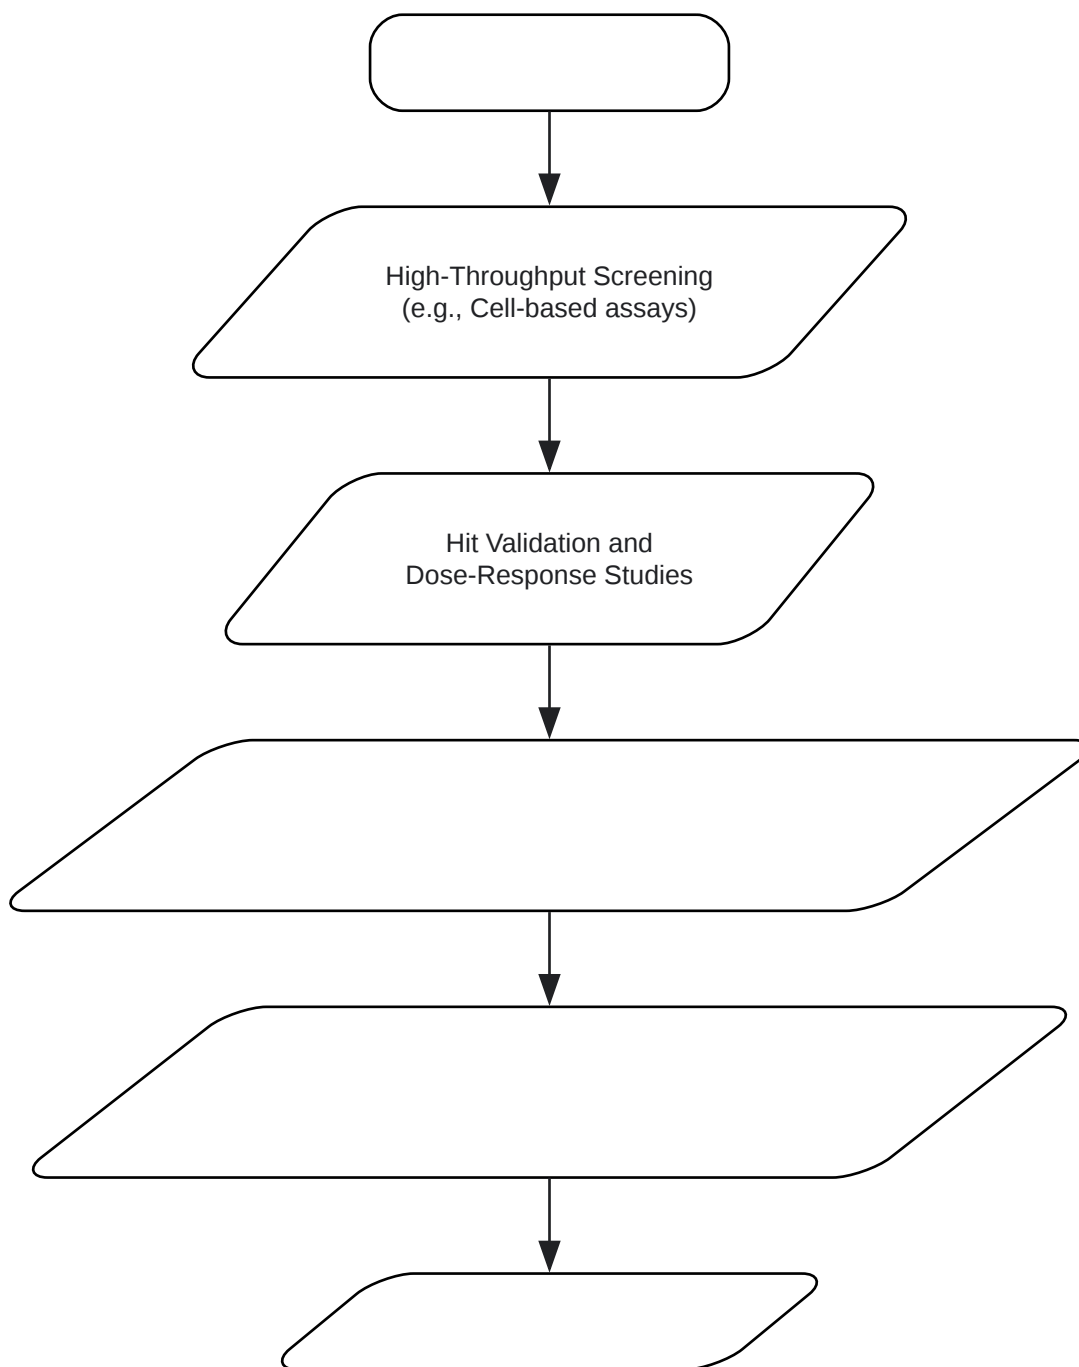 High-Throughput Screening
(e.g., Cell-based assays)
Hit Validation and
Dose-Response Studies